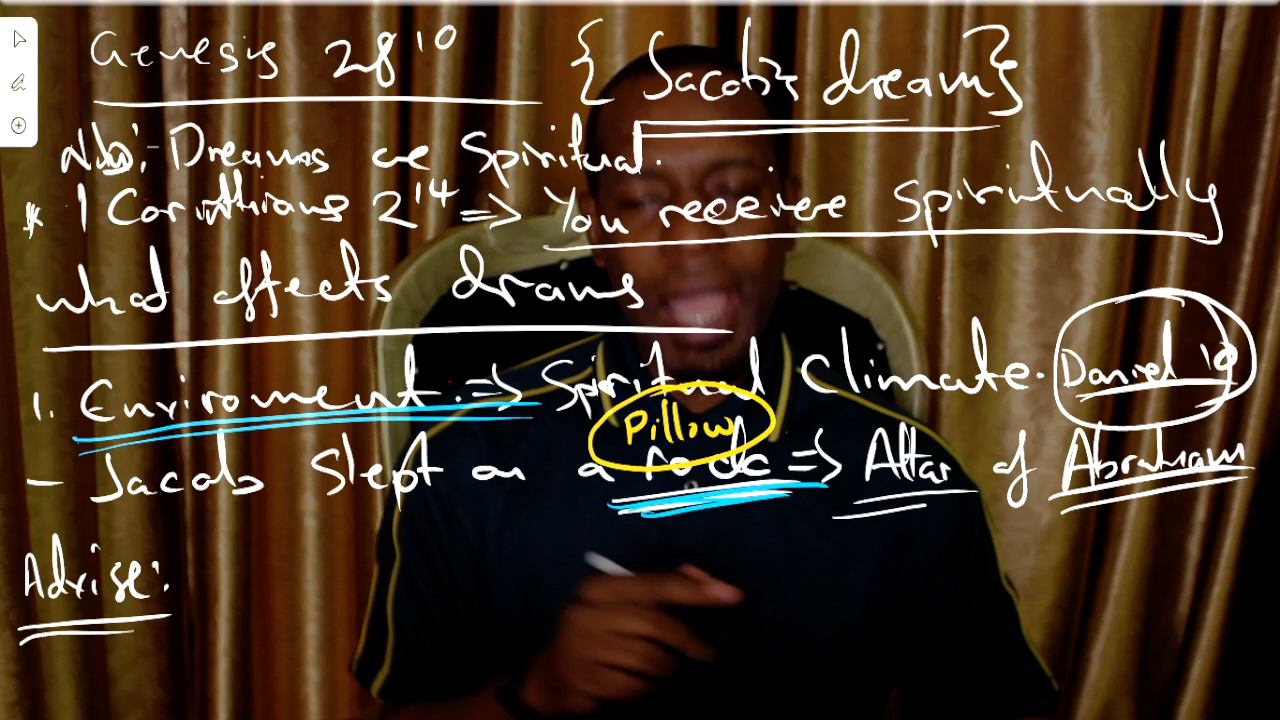 Genesis 28¹⁰ {Jacob's dream}
Nb:- Dreams are Spiritual.
* 1 Corinthians 2¹⁴ => You receive spiritually
what affects drams
1. Enviroment. => Spiritual Climate. Daniel 10
Pillow
- Jacob Slept on a rock => Altar of Abraham
Advise: